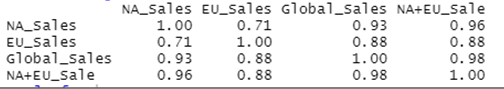 NA_Sales EU_Sales Global_Sales NA+EU_Sale
NA_Sales 1.00 0.71 0.93 0.96
EU_Sales 0.71 1.00 0.88 0.88
Global_Sales 0.93 0.88 1.00 0.98
NA+EU_Sale 0.96 0.88 0.98 1.00